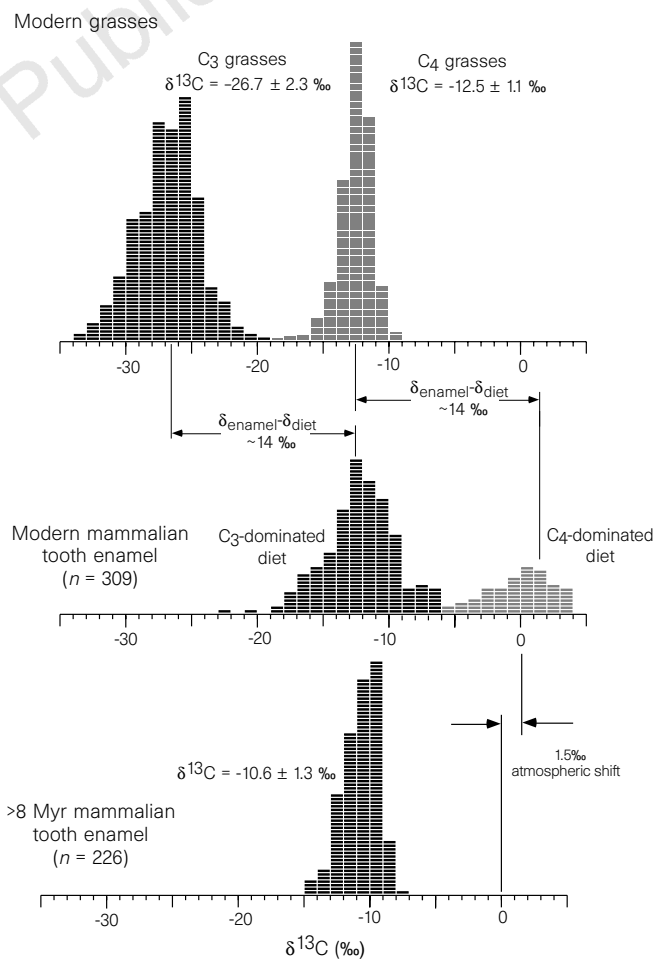 Public
Modern grasses
C3 grasses
δ13C = -26.7 ± 2.3 ‰
C4 grasses
δ13C = -12.5 ± 1.1 ‰
-30 -20 -10 0
δenamel-δdiet
~14 ‰
δenamel-δdiet
~14 ‰
Modern mammalian
tooth enamel
(n = 309)
C3-dominated
diet
C4-dominated
diet
-30 -20 -10 0
δ13C = -10.6 ± 1.3 ‰
1.5‰
atmospheric shift
>8 Myr mammalian
tooth enamel
(n = 226)
-30 -20 -10 0
δ13C (‰)